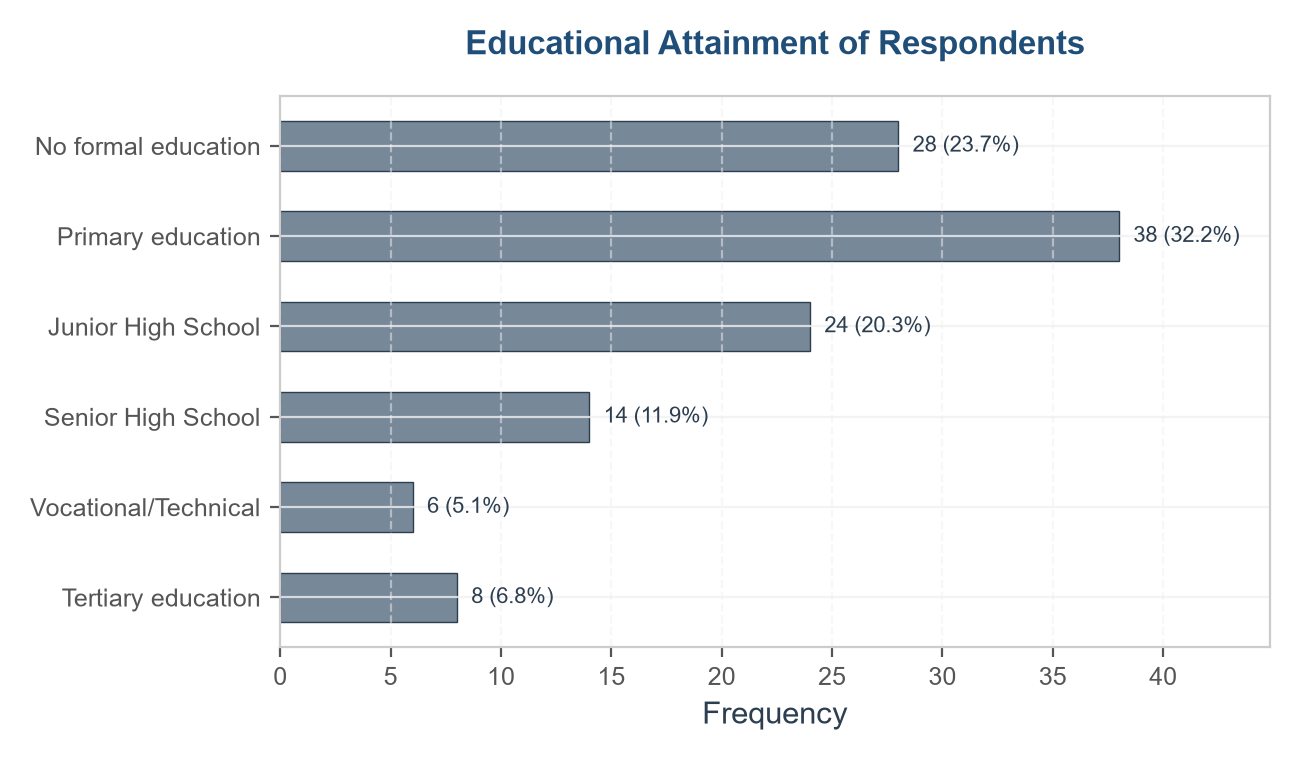 Educational Attainment of Respondents
No formal education
28 (23.7%)
Primary education
38 (32.2%)
Junior High School
24 (20.3%)
Senior High School
14 (11.9%)
Vocational/Technical
6 (5.1%)
Tertiary education
8 (6.8%)
0 5 10 15 20 25 30 35 40
Frequency